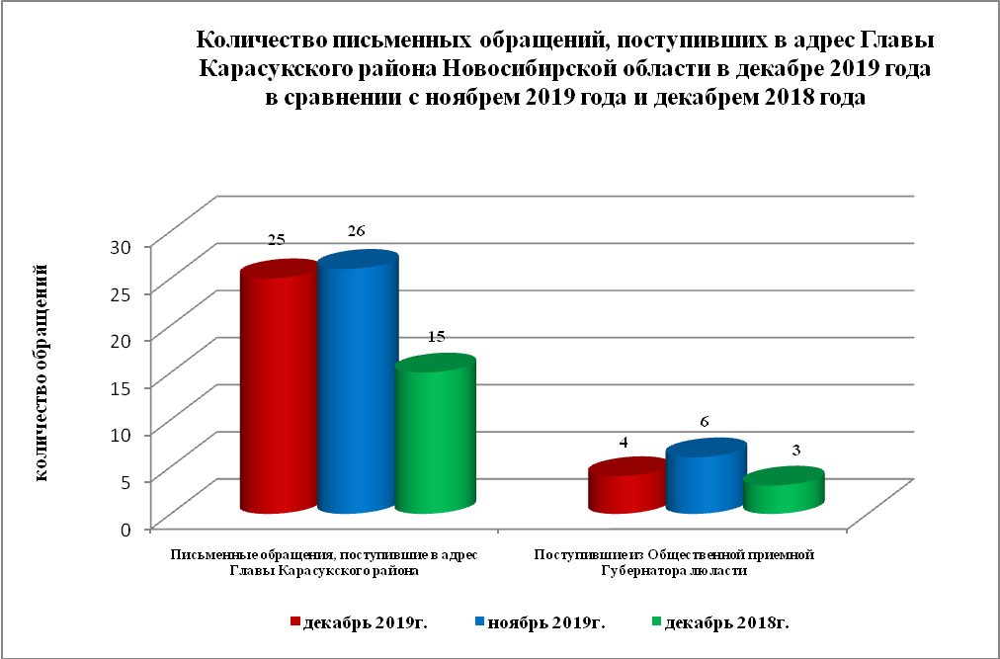 Количество письменных обращений, поступивших в адрес Главы
Карасукского района Новосибирской области в декабре 2019 года
в сравнении с ноябрем 2019 года и декабрем 2018 года
количество обращений
30
25
20
15
10
5
0
25
26
15
4
6
3
Письменные обращения, поступившие в адрес
Главы Карасукского района
Поступившие из Общественной приемной
Губернатора люласти
декабрь 2019г.
ноябрь 2019г.
декабрь 2018г.